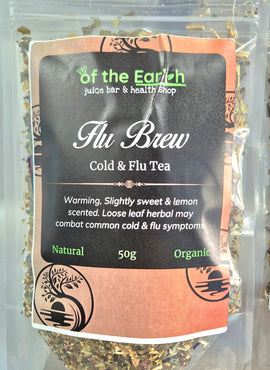 Of the Earth
juice bar & health shop
Flu Brew
Cold & Flu Tea
Warming, Slightly sweet & lemon
scented. Loose leaf herbal may
combat common cold & flu symptoms
Natural 50g Organic